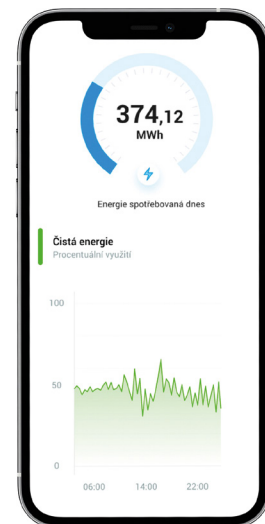 374,12
MWh
Energie spotřebovaná dnes
Čistá energie
Procentuální využití
100
50
0
06:00 14:00 22:00